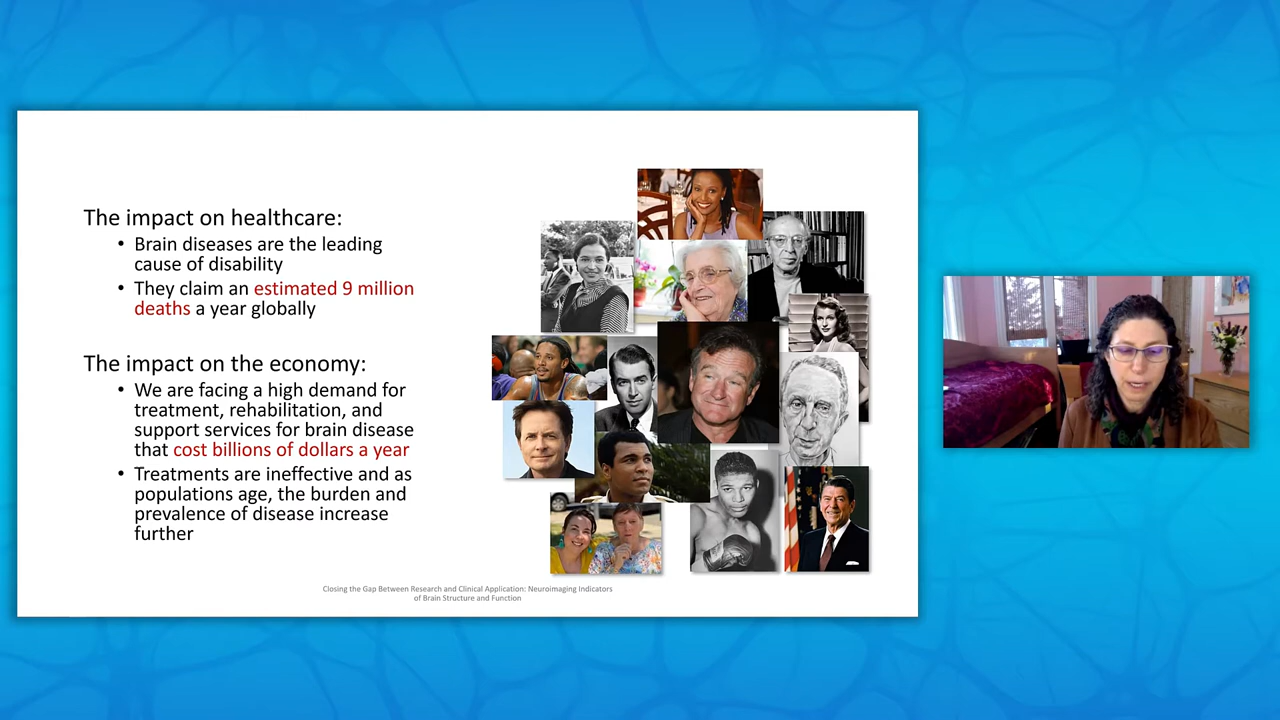 The impact on healthcare:
• Brain diseases are the leading
cause of disability
• They claim an estimated 9 million
deaths a year globally
The impact on the economy:
• We are facing a high demand for
treatment, rehabilitation, and
support services for brain disease
that cost billions of dollars a year
• Treatments are ineffective and as
populations age, the burden and
prevalence of disease increase
further
Closing the Gap Between Research and Clinical Application: Neuroimaging Indicators
of Brain Structure and Function